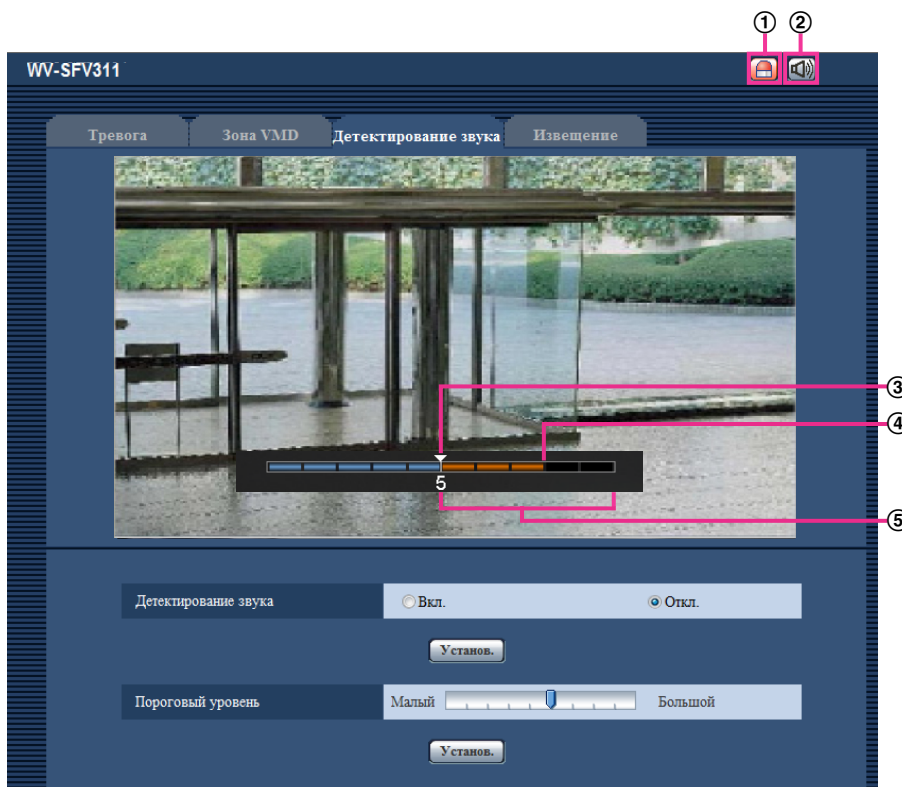 ① ②
WV-SFV311
Тревога Зона VMD Детектирование звука Извещение
③
④
5
⑤
Детектирование звука Вкл. Откл.
Установ.
Пороговый уровень Малый Большой
Установ.